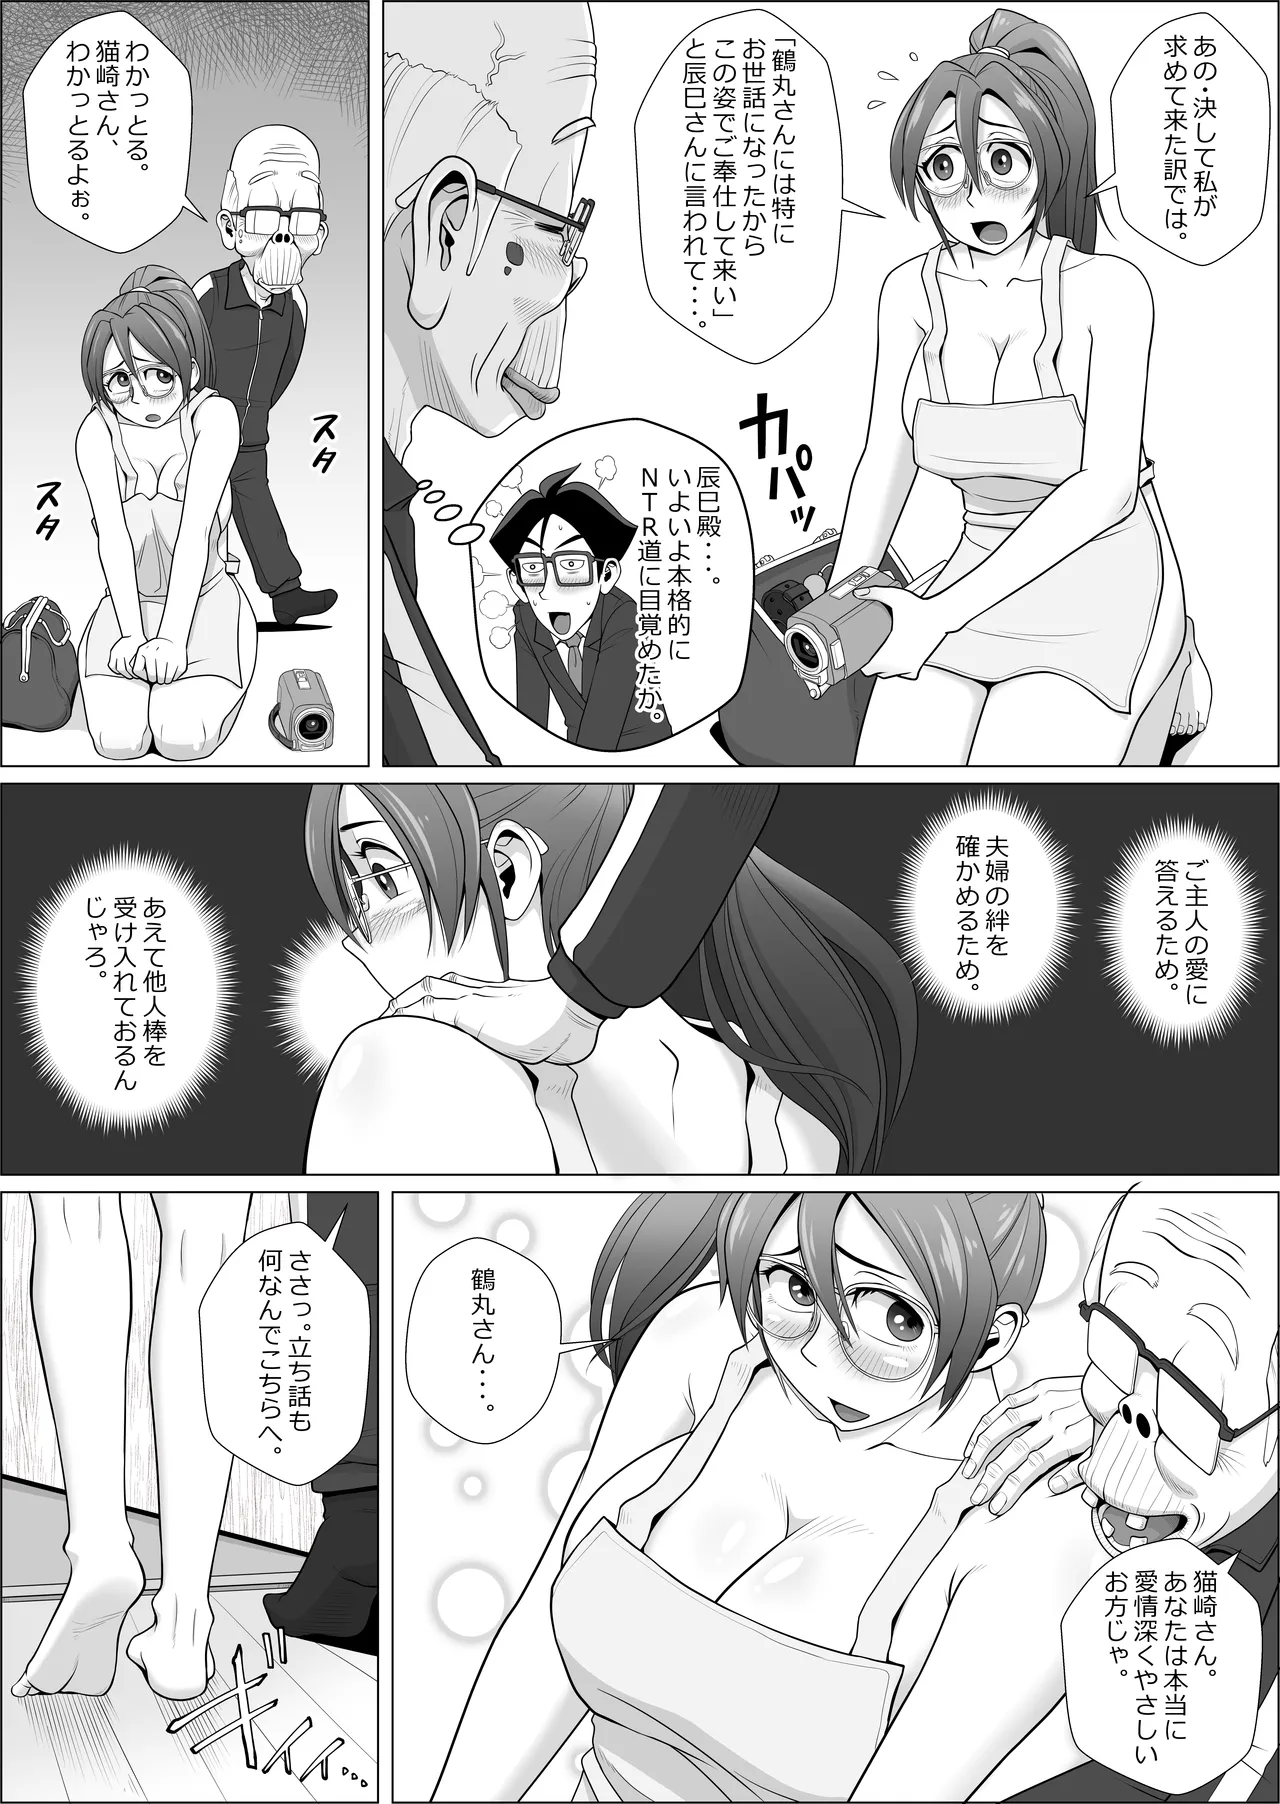 あの・決して私が
求めて来た訳では。
「鶴丸さんには特に
お世話になったから
この姿でご奉仕して来い」
と辰巳さんに言われて‥‥。
カパッ
辰巳殿‥‥。
いよいよ本格的に
NTR道に目覚めたか。
わかっとる。
猫崎さん、
わかっとるよぉ。
スタ
スタ
ご主人の愛に
答えるため。
夫婦の絆を
確かめるため。
あえて他人棒を
受け入れておるん
じゃろ。
猫崎さん。
あなたは本当に
愛情深くやさしい
お方じゃ。
鶴丸さん‥‥。
ささっ。立ち話も
何なんでこちらへ。
ギィィィ…